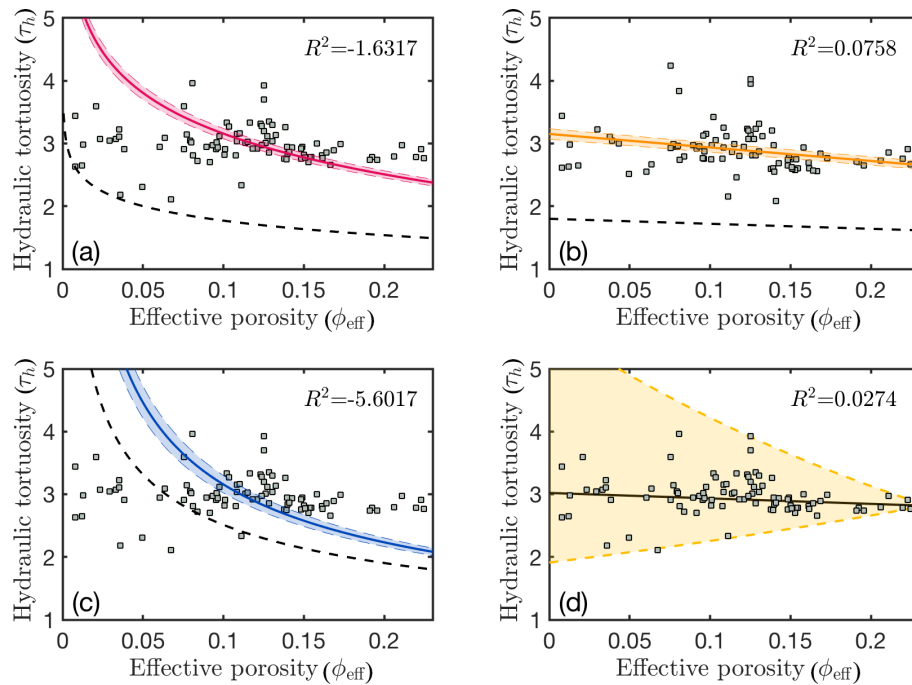 R²=-1.6317
Hydraulic tortuosity (τₕ)
5
4
3
2
1
(a)
0
0.05
0.1
0.15
0.2
Effective porosity (ϕeff)
R²=0.0758
Hydraulic tortuosity (τₕ)
5
4
3
2
1
(b)
0
0.05
0.1
0.15
0.2
Effective porosity (ϕeff)
R²=-5.6017
Hydraulic tortuosity (τₕ)
5
4
3
2
1
(c)
0
0.05
0.1
0.15
0.2
Effective porosity (ϕeff)
R²=0.0274
Hydraulic tortuosity (τₕ)
5
4
3
2
1
(d)
0
0.05
0.1
0.15
0.2
Effective porosity (ϕeff)